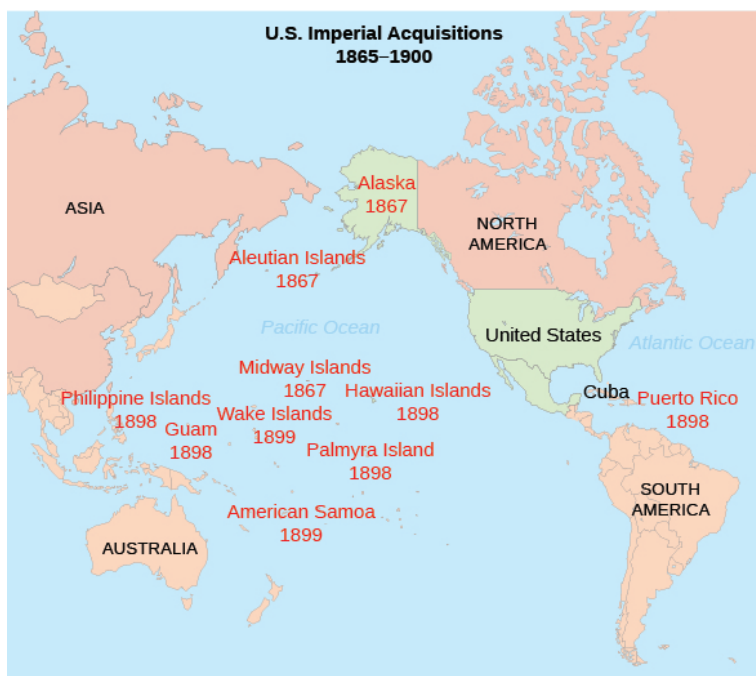 U.S. Imperial Acquisitions
1865–1900
Alaska
1867
ASIA
NORTH
AMERICA
Aleutian Islands
1867
Pacific Ocean
United States
Atlantic Ocean
Midway Islands
1867
Hawaiian Islands
1898
Cuba
Puerto Rico
1898
Philippine Islands
1898
Wake Islands
1899
Guam
1898
Palmyra Island
1898
SOUTH
AMERICA
American Samoa
1899
AUSTRALIA